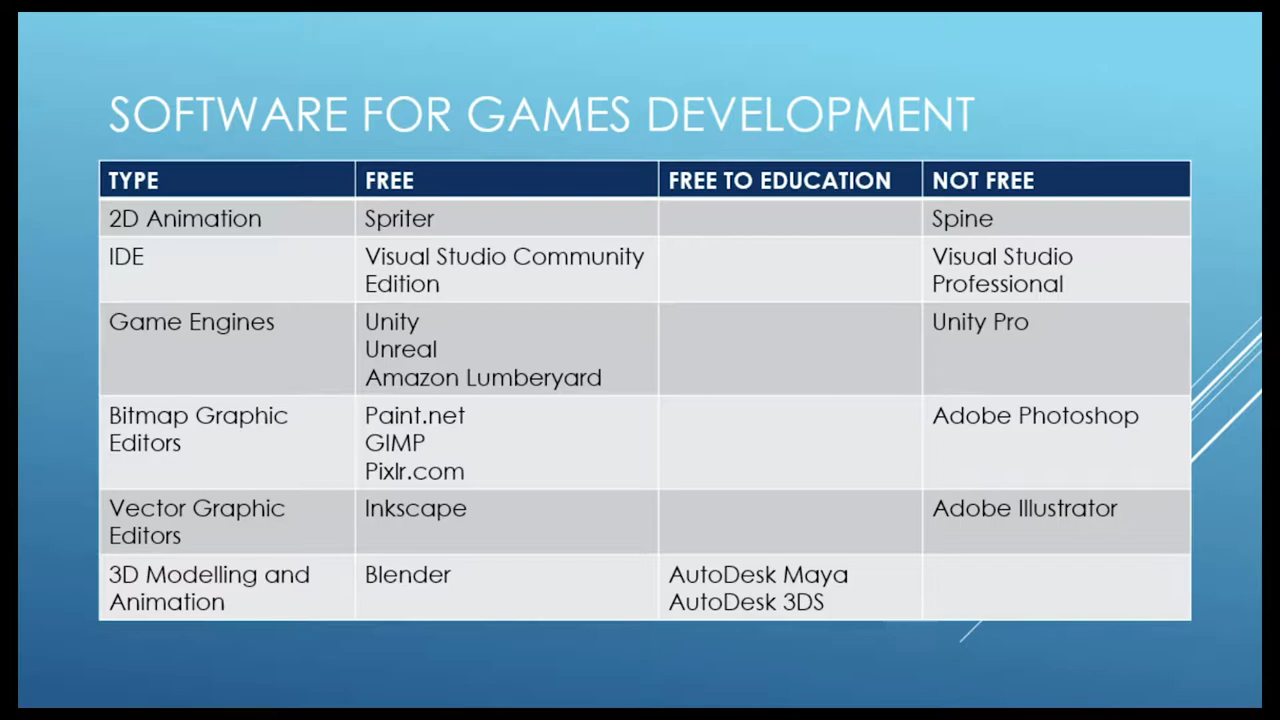 SOFTWARE FOR GAMES DEVELOPMENT
TYPE FREE FREE TO EDUCATION NOT FREE
2D Animation Spriter Spine
IDE Visual Studio Community Visual Studio
Edition Professional
Game Engines Unity Unity Pro
Unreal
Amazon Lumberyard
Bitmap Graphic Paint.net Adobe Photoshop
Editors GIMP
Pixlr.com
Vector Graphic Inkscape Adobe Illustrator
Editors
3D Modelling and Blender AutoDesk Maya
Animation AutoDesk 3DS